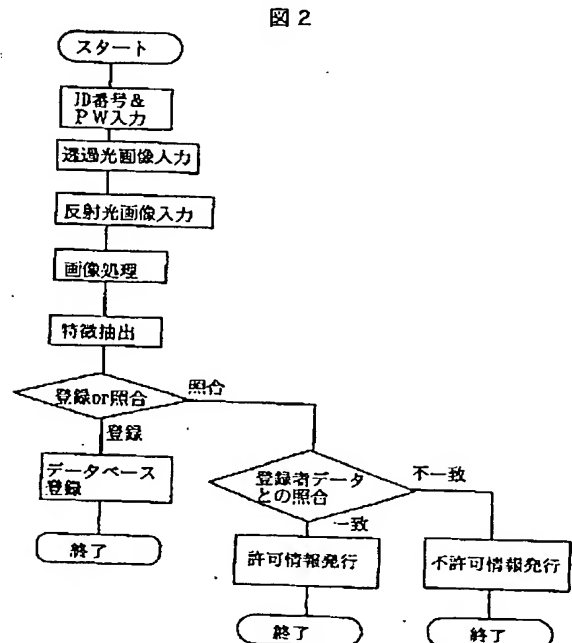 図 2
スタート
ID番号&
PW入力
透過光画像入力
反射光画像入力
画像処理
特徴抽出
登録or照合
照合
登録
データベース
登録
終了
登録者データ
との照合
不一致
一致
許可情報発行
不許可情報発行
終了
終了